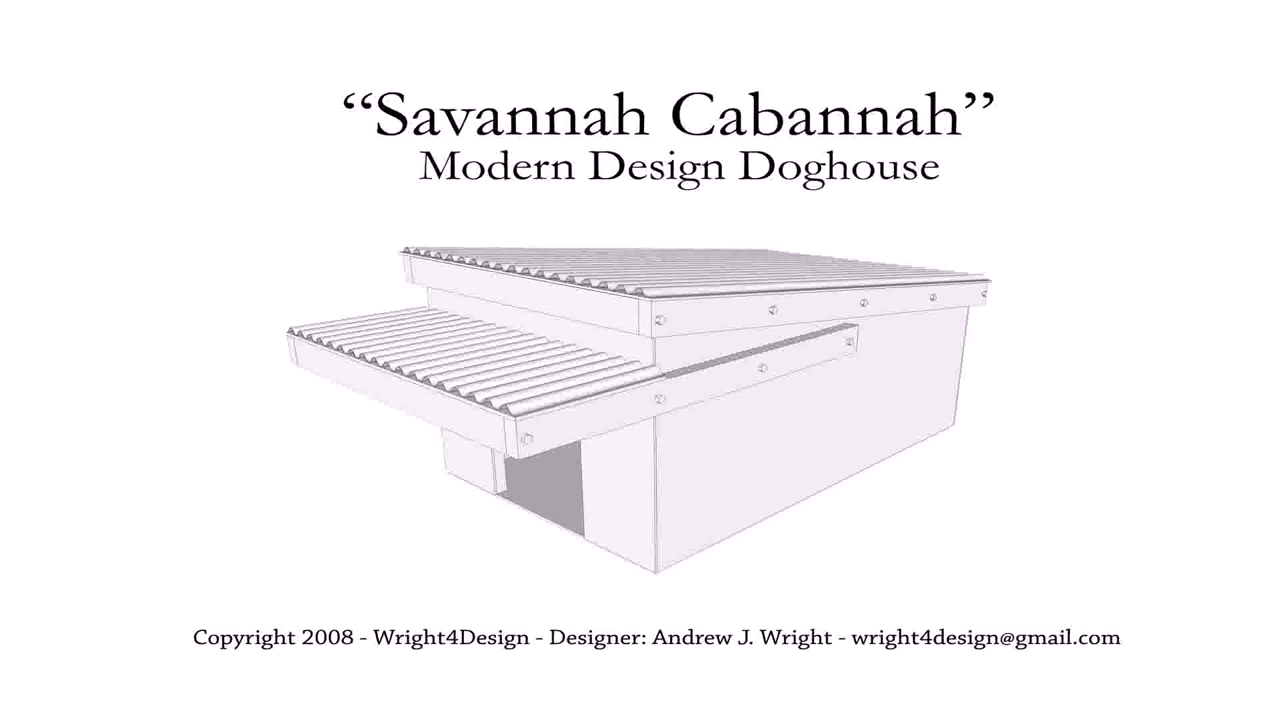 “Savannah Cabannah”
Modern Design Doghouse
Copyright 2008 - Wright4Design - Designer: Andrew J. Wright - wright4design@gmail.com